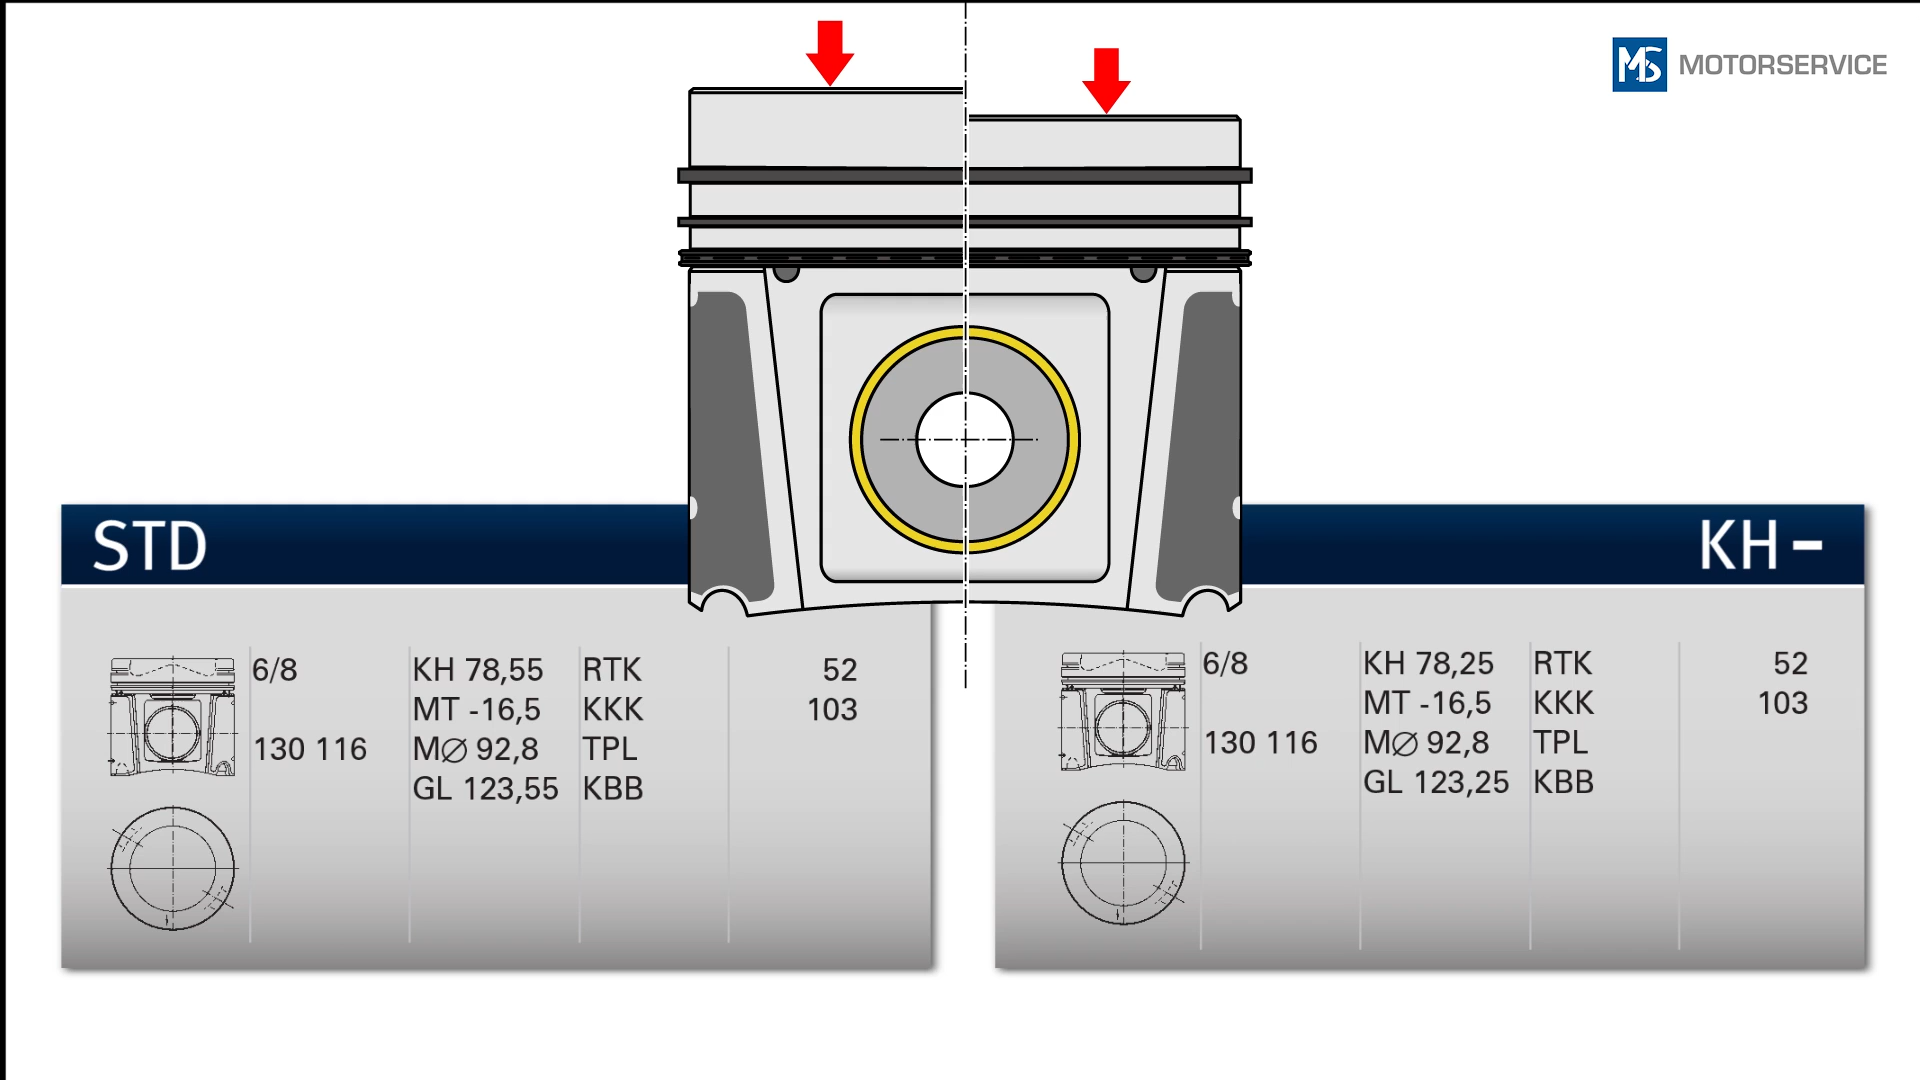 MS MOTORSERVICE
STD
6/8 KH 78,55 RTK 52
MT -16,5 KKK 103
130 116 MØ 92,8 TPL
GL 123,55 KBB
KH -
6/8 KH 78,25 RTK 52
MT -16,5 KKK 103
130 116 MØ 92,8 TPL
GL 123,25 KBB